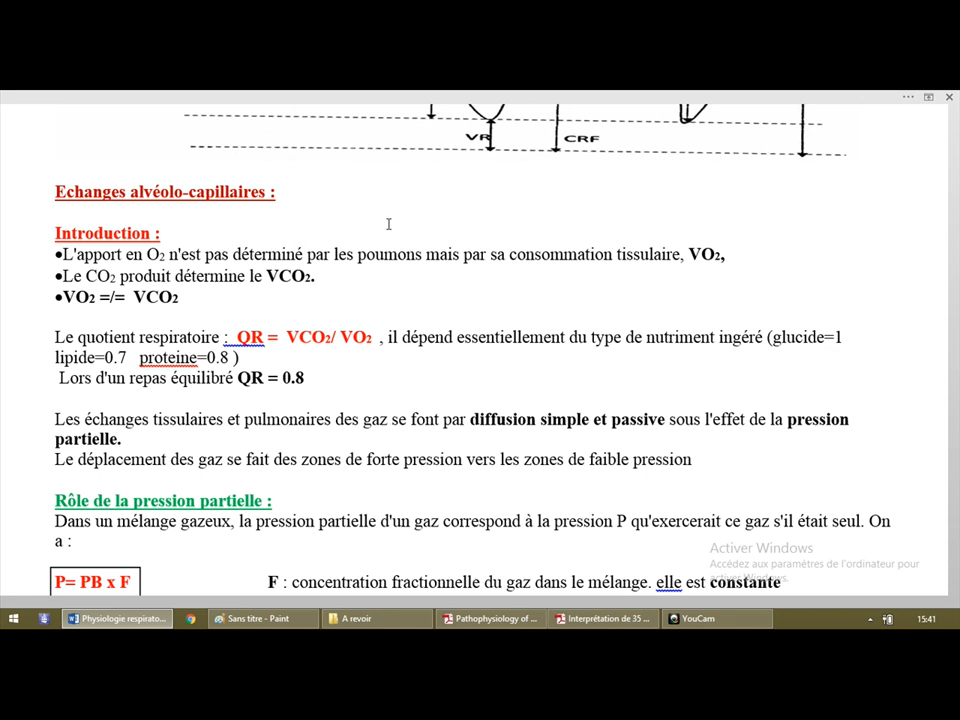 VR
CRF
Echanges alvéolo-capillaires :
Introduction :
•L'apport en O2 n'est pas déterminé par les poumons mais par sa consommation tissulaire, VO2,
•Le CO2 produit détermine le VCO2.
•VO2 =/= VCO2
Le quotient respiratoire : QR = VCO2/ VO2 , il dépend essentiellement du type de nutriment ingéré (glucide=1
lipide=0.7 proteine=0.8 )
Lors d'un repas équilibré QR = 0.8
Les échanges tissulaires et pulmonaires des gaz se font par diffusion simple et passive sous l'effet de la pression
partielle.
Le déplacement des gaz se fait des zones de forte pression vers les zones de faible pression
Rôle de la pression partielle :
Dans un mélange gazeux, la pression partielle d'un gaz correspond à la pression P qu'exercerait ce gaz s'il était seul. On
a :
Activer Windows
Accédez aux paramètres de l'ordinateur pour
activer Windows.
P= PB x F
F : concentration fractionnelle du gaz dans le mélange. elle est constante
Physiologie respirato...
Sans titre - Paint
A revoir
Pathophysiology of ...
Interprétation de 35 ...
YouCam
15:41